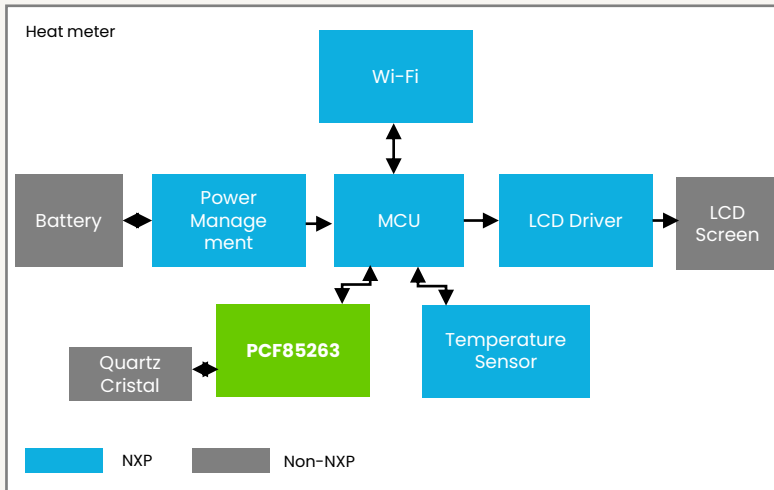 Heat meter
Wi-Fi
Battery
Power
Manage
ment
MCU
LCD Driver
LCD
Screen
PCF85263
Temperature
Sensor
Quartz
Cristal
NXP
Non-NXP